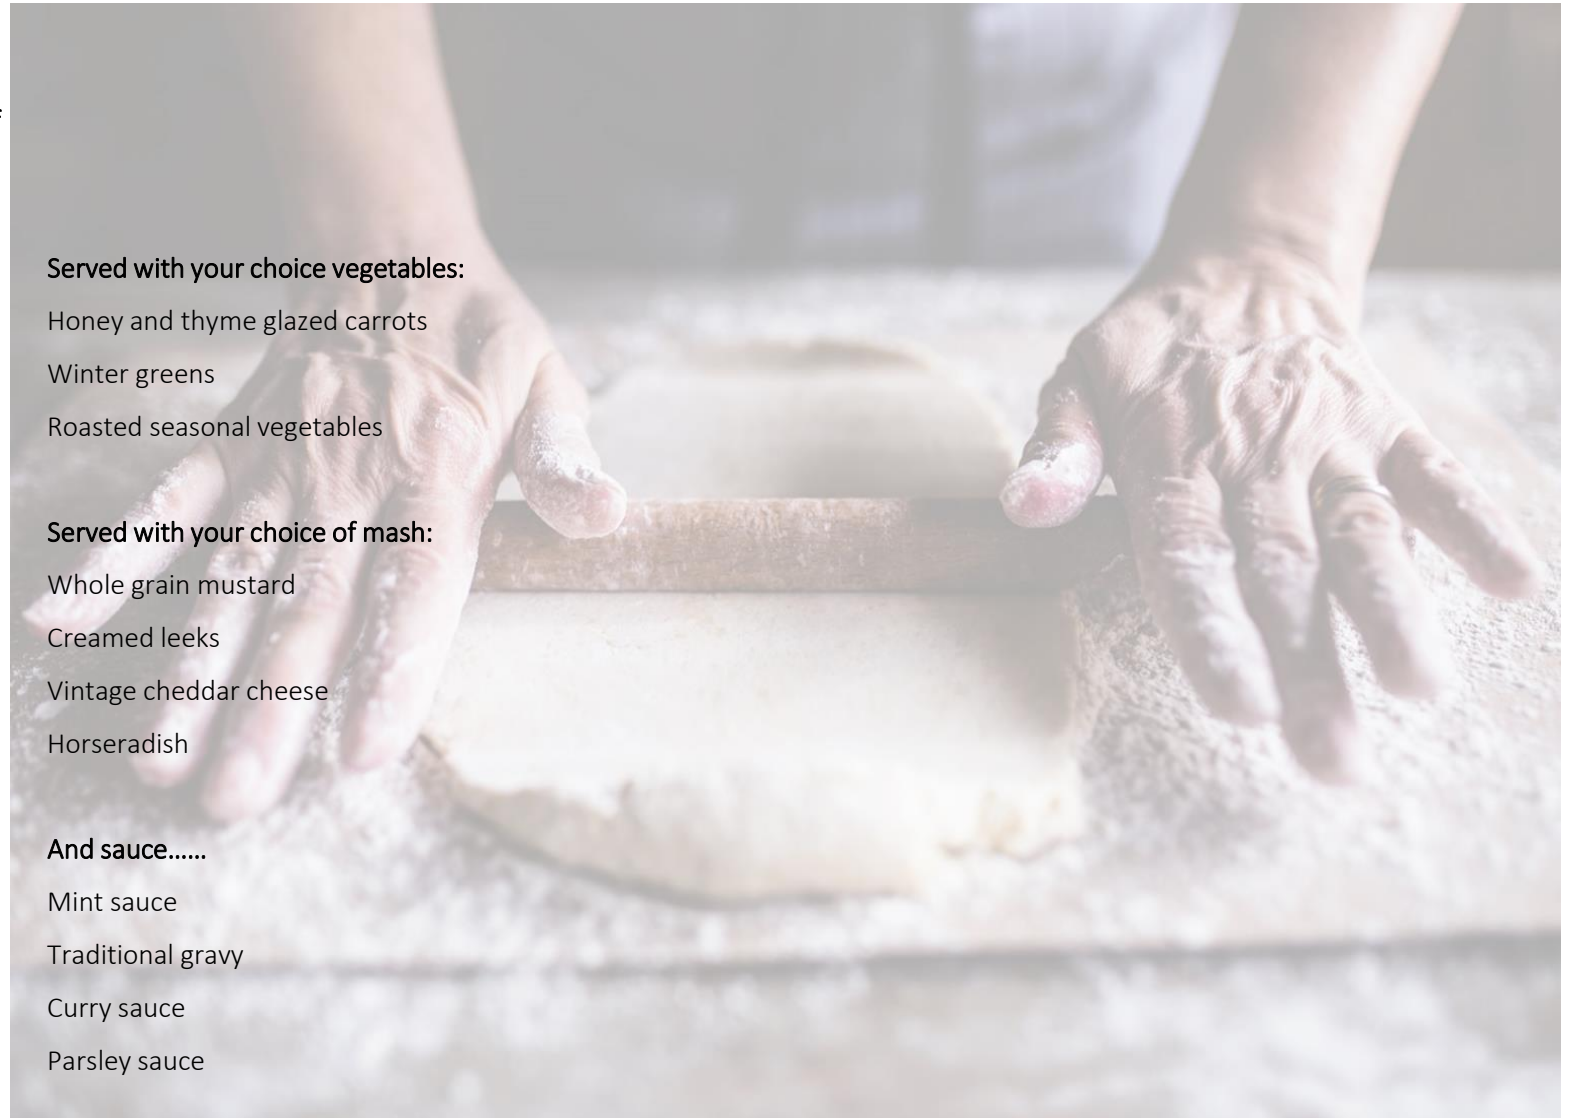 Served with your choice vegetables:
Honey and thyme glazed carrots
Winter greens
Roasted seasonal vegetables
Served with your choice of mash:
Whole grain mustard
Creamed leeks
Vintage cheddar cheese
Horseradish
And sauce......
Mint sauce
Traditional gravy
Curry sauce
Parsley sauce